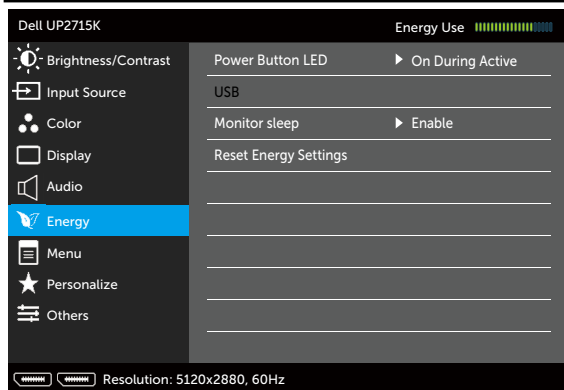 Dell UP2715K Energy Use
Brightness/Contrast Power Button LED On During Active
Input Source USB
Color Monitor sleep Enable
Display Reset Energy Settings
Audio
Energy
Menu
Personalize
Others
Resolution: 5120x2880, 60Hz